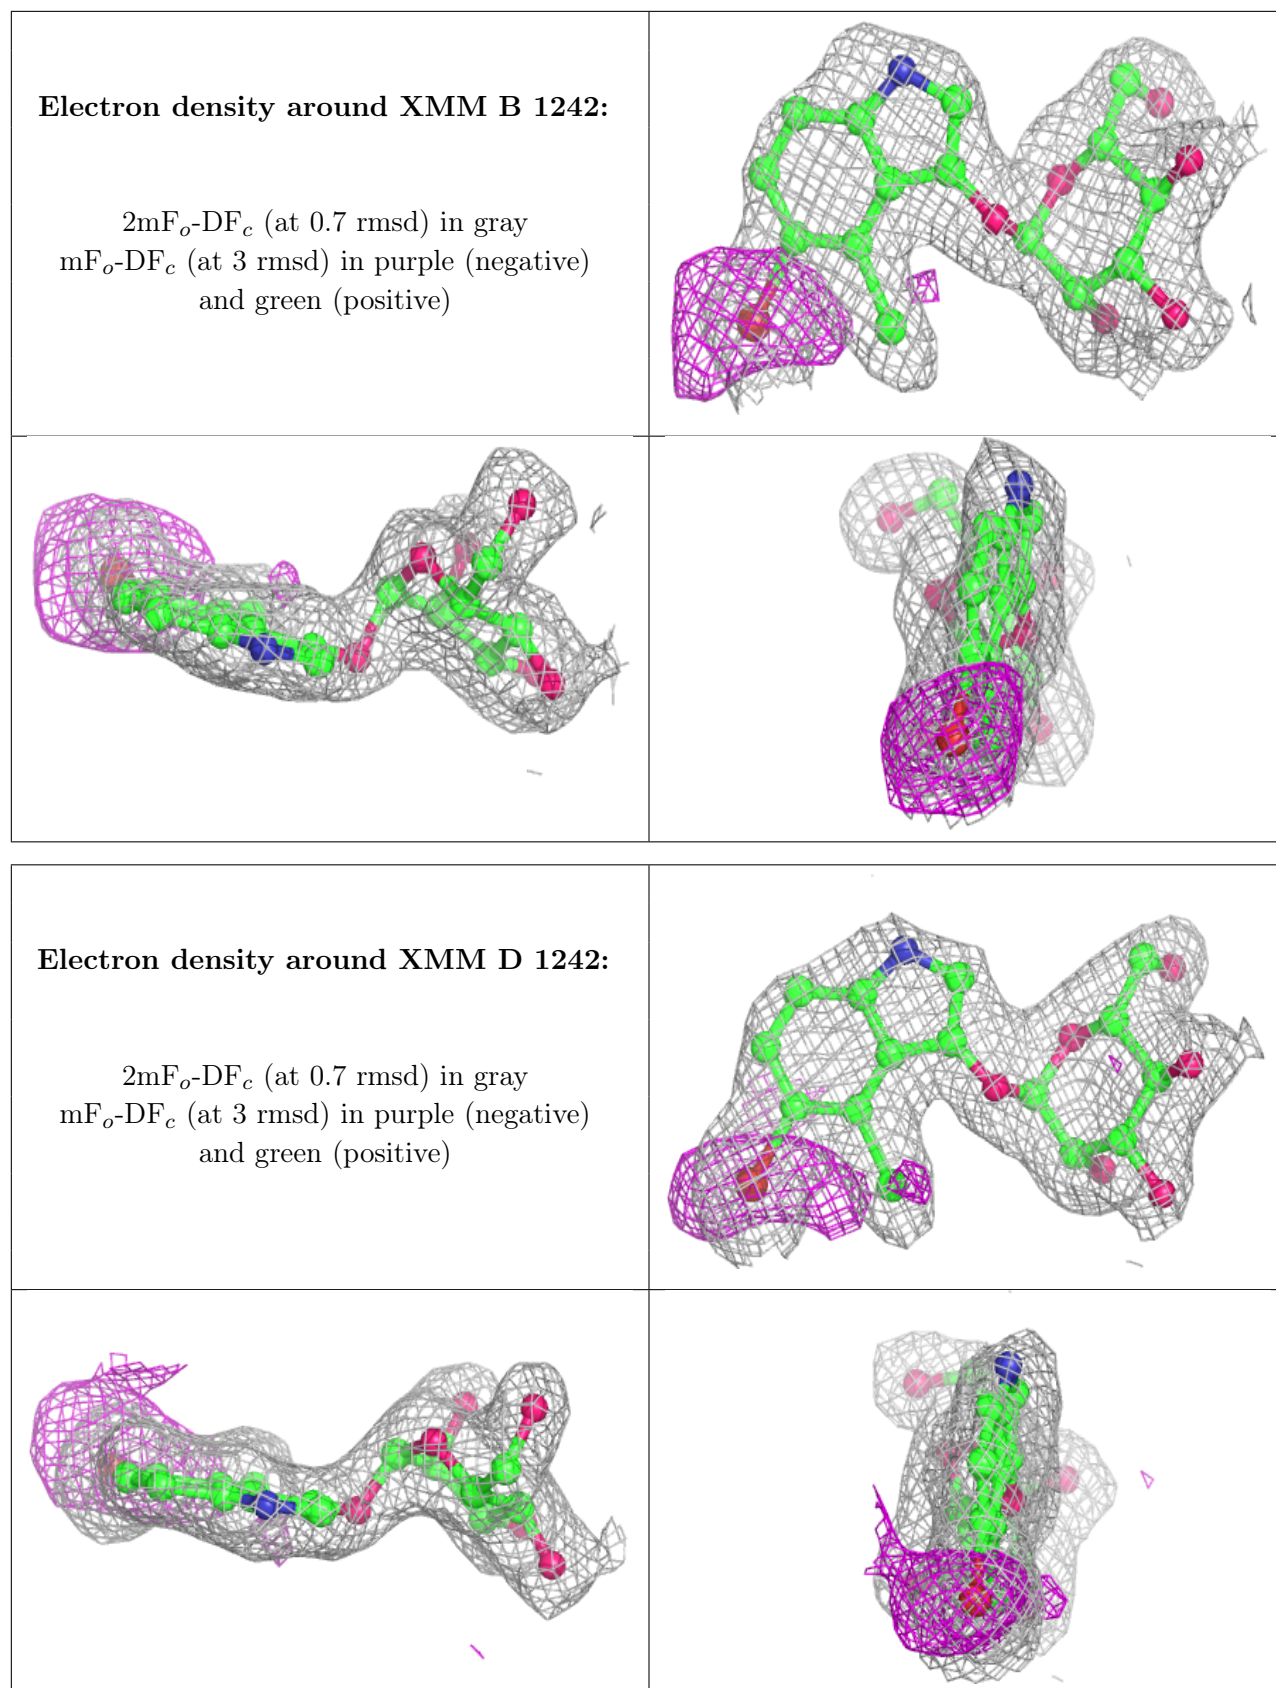 Electron density around XMM B 1242:
2mFo-DFc (at 0.7 rmsd) in gray
mFo-DFc (at 3 rmsd) in purple (negative)
and green (positive)
Electron density around XMM D 1242:
2mFo-DFc (at 0.7 rmsd) in gray
mFo-DFc (at 3 rmsd) in purple (negative)
and green (positive)